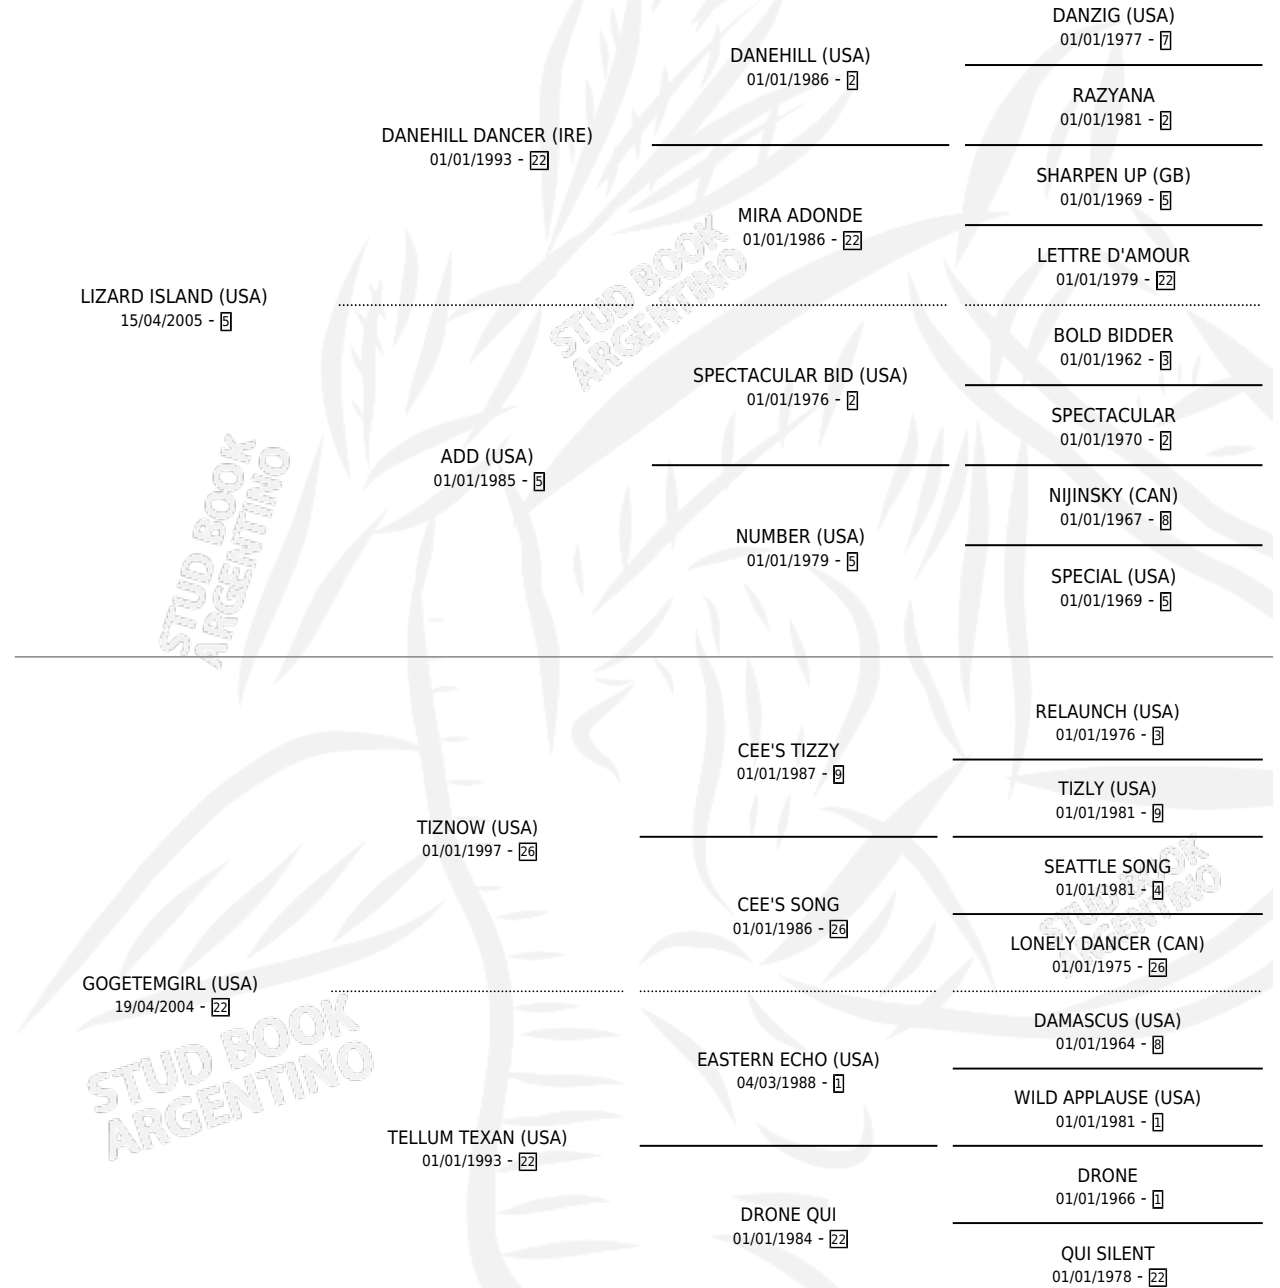 DANZIG (USA)
01/01/1977 - 7
DANEHILL (USA)
01/01/1986 - 2
RAZYANA
01/01/1981 - 2
DANEHILL DANCER (IRE)
01/01/1993 - 22
SHARPEN UP (GB)
01/01/1969 - 5
MIRA ADONDE
01/01/1986 - 22
LETTRE D'AMOUR
01/01/1979 - 22
LIZARD ISLAND (USA)
15/04/2005 - 5
STUD BOOK
ARGENTINO
BOLD BIDDER
01/01/1962 - 3
SPECTACULAR BID (USA)
01/01/1976 - 2
SPECTACULAR
01/01/1970 - 2
ADD (USA)
01/01/1985 - 5
NIJINSKY (CAN)
01/01/1967 - 8
NUMBER (USA)
01/01/1979 - 5
SPECIAL (USA)
01/01/1969 - 5
STUD BOOK
ARGENTINO
RELAUNCH (USA)
01/01/1976 - 3
CEE'S TIZZY
01/01/1987 - 9
TIZLY (USA)
01/01/1981 - 9
TIZNOW (USA)
01/01/1997 - 26
SEATTLE SONG
01/01/1981 - 4
CEE'S SONG
01/01/1986 - 26
STUD BOOK
ARGENTINO
LONELY DANCER (CAN)
01/01/1975 - 26
GOGETEMGIRL (USA)
19/04/2004 - 22
DAMASCUS (USA)
01/01/1964 - 8
EASTERN ECHO (USA)
04/03/1988 - 1
WILD APPLAUSE (USA)
01/01/1981 - 1
STUD BOOK
ARGENTINO
TELLUM TEXAN (USA)
01/01/1993 - 22
DRONE
01/01/1966 - 1
DRONE QUI
01/01/1984 - 22
QUI SILENT
01/01/1978 - 22